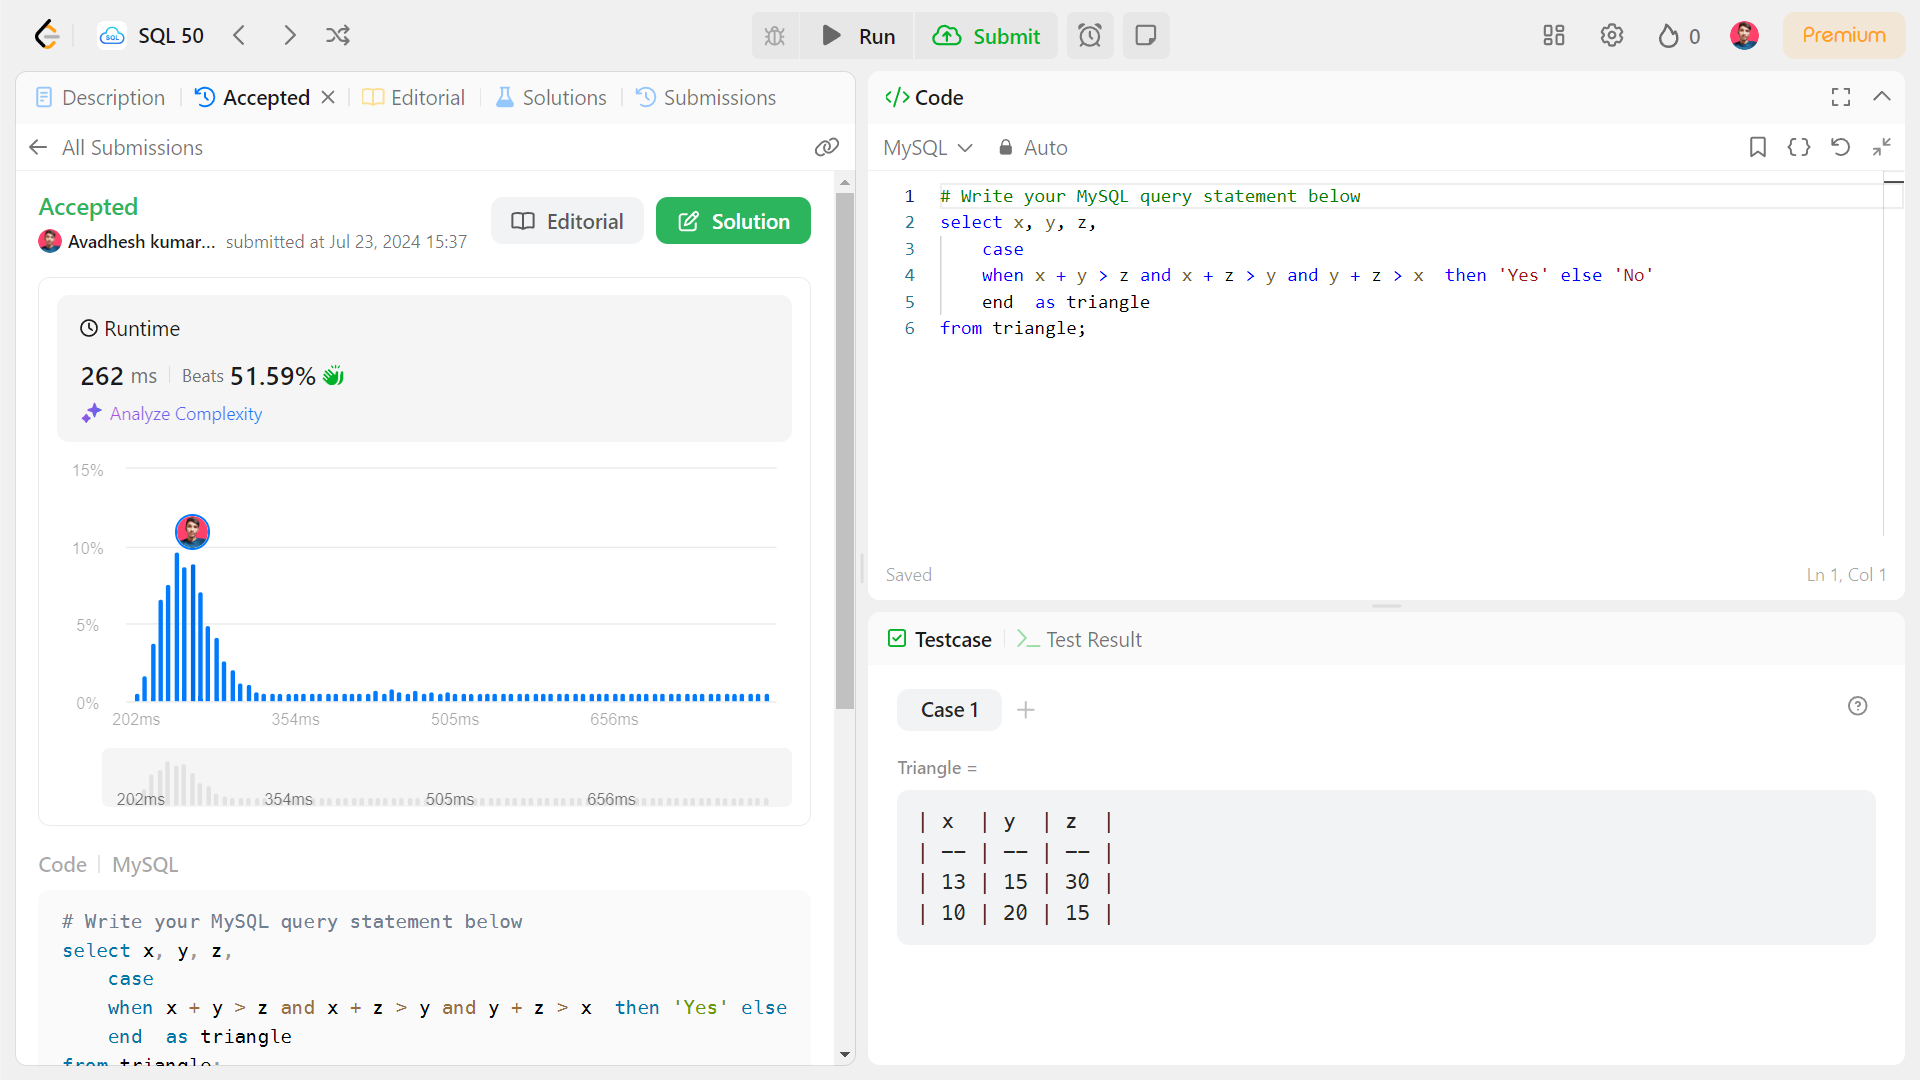 SQL 50
Run
Submit
0
Premium
Description
Accepted
Editorial
Solutions
Submissions
All Submissions
Accepted
Avadhesh kumar...
submitted at Jul 23, 2024 15:37
Editorial
Solution
Runtime
262 ms
Beats 51.59%
Analyze Complexity
15%
10%
5%
0%
202ms 354ms 505ms 656ms
202ms 354ms 505ms 656ms
Code
MySQL
# Write your MySQL query statement below
select x, y, z,
case
when x + y > z and x + z > y and y + z > x  then 'Yes' else
end  as triangle
from triangle;
</> Code
MySQL
Auto
1 # Write your MySQL query statement below
2 select x, y, z,
3 case
4 when x + y > z and x + z > y and y + z > x  then 'Yes' else 'No'
5 end  as triangle
6 from triangle;
Saved
Ln 1, Col 1
Testcase
Test Result
Case 1
Triangle =
| x  | y  | z  |
| -- | -- | -- |
| 13 | 15 | 30 |
| 10 | 20 | 15 |